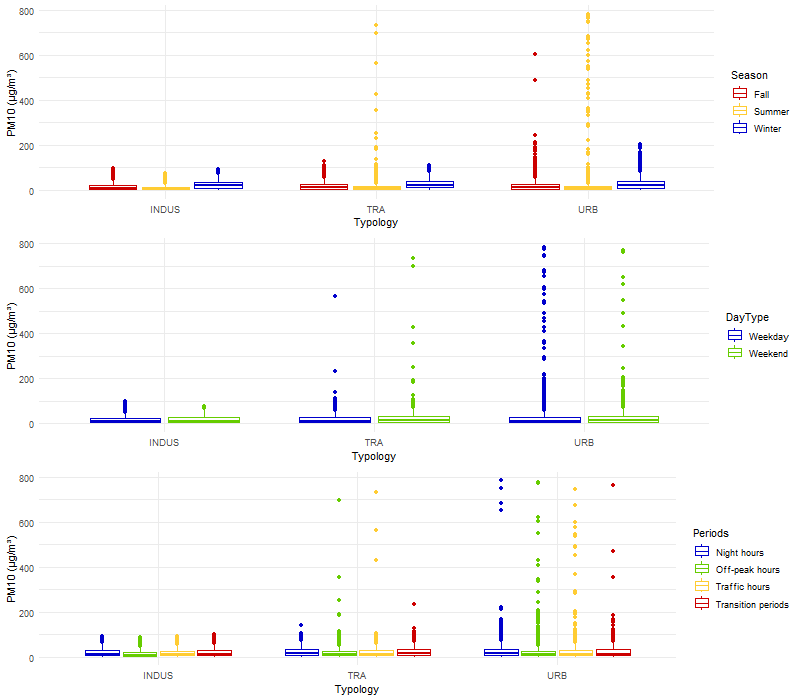 800
600
400
200
0
PM10 (µg/m³)
INDUS TRA URB
Typology
Season
Fall
Summer
Winter
800
600
400
200
0
PM10 (µg/m³)
INDUS TRA URB
Typology
DayType
Weekday
Weekend
800
600
400
200
0
PM10 (µg/m³)
INDUS TRA URB
Typology
Periods
Night hours
Off-peak hours
Traffic hours
Transition periods